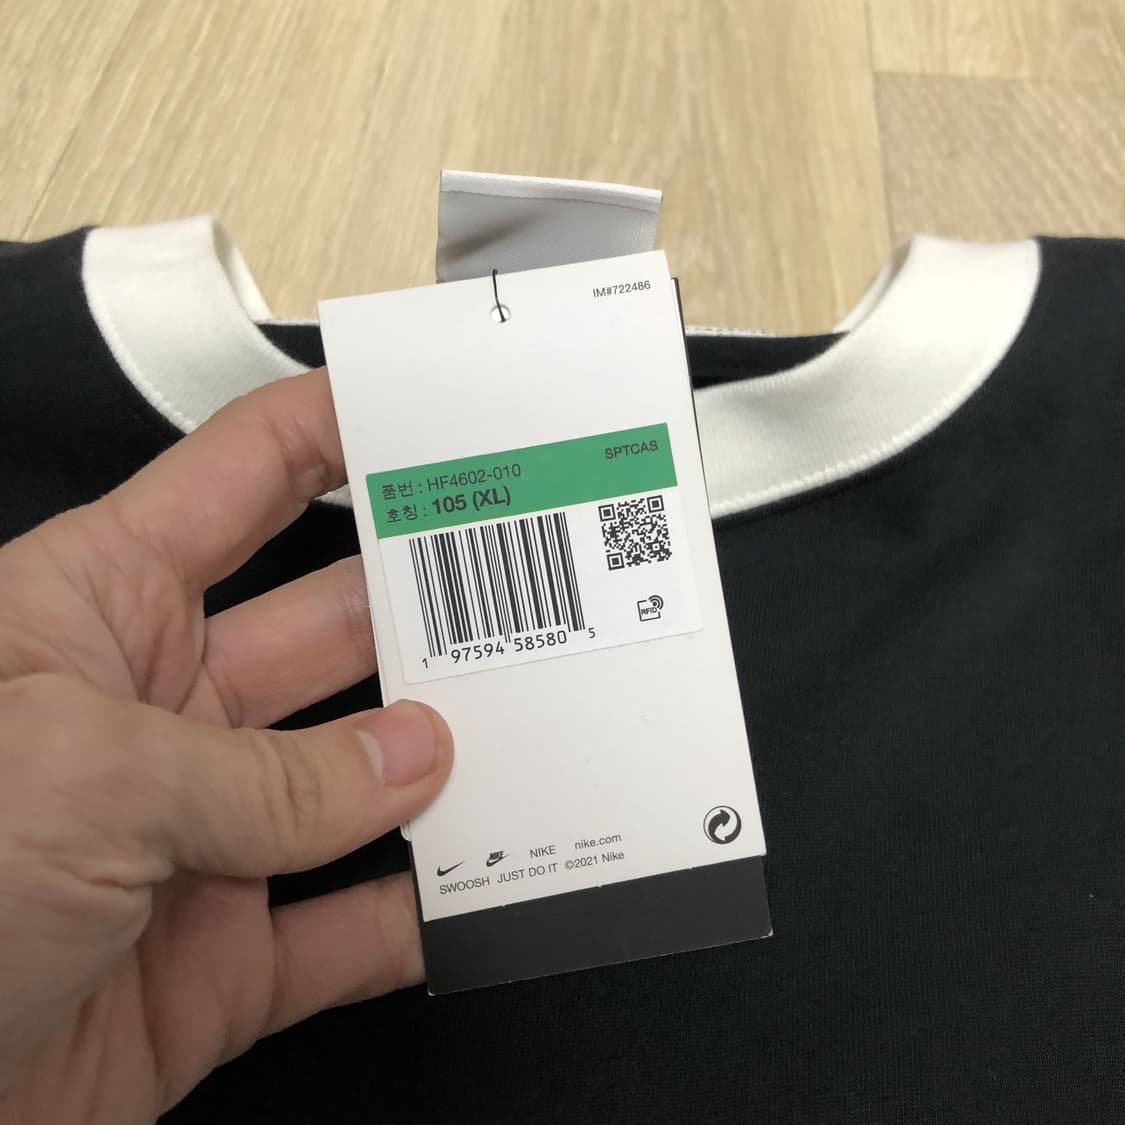 IM#722486
SPTCAS
품번 : HF4602-010
호칭 : 105 (XL)
RFID
1 97594 58580 5
NIKE
NIKE nike.com
SWOOSH JUST DO IT ©2021 Nike